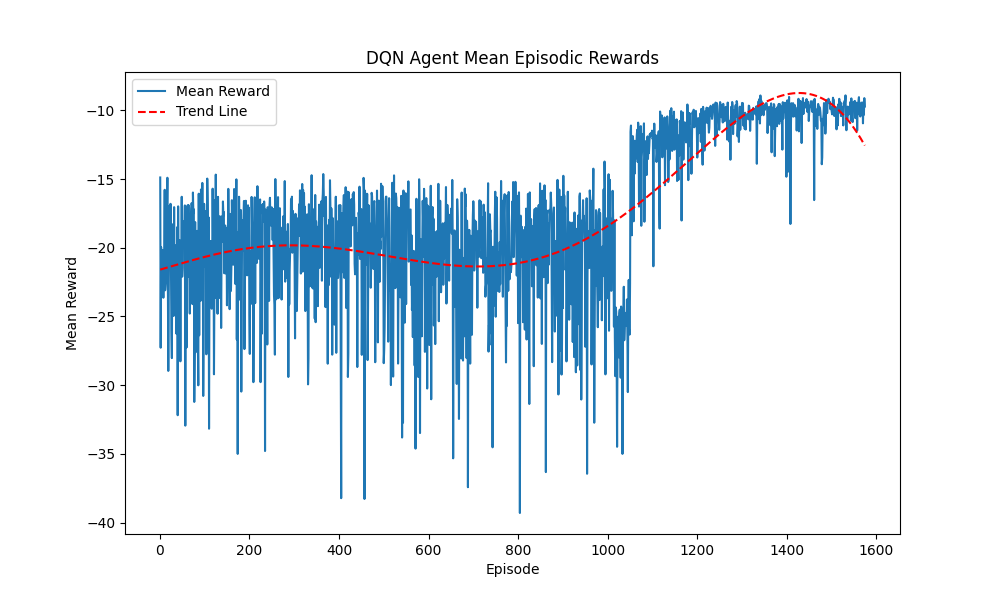 DQN Agent Mean Episodic Rewards
Mean Reward
Trend Line
−10
−15
−20
−25
−30
−35
−40
Mean Reward
0 200 400 600 800 1000 1200 1400 1600
Episode